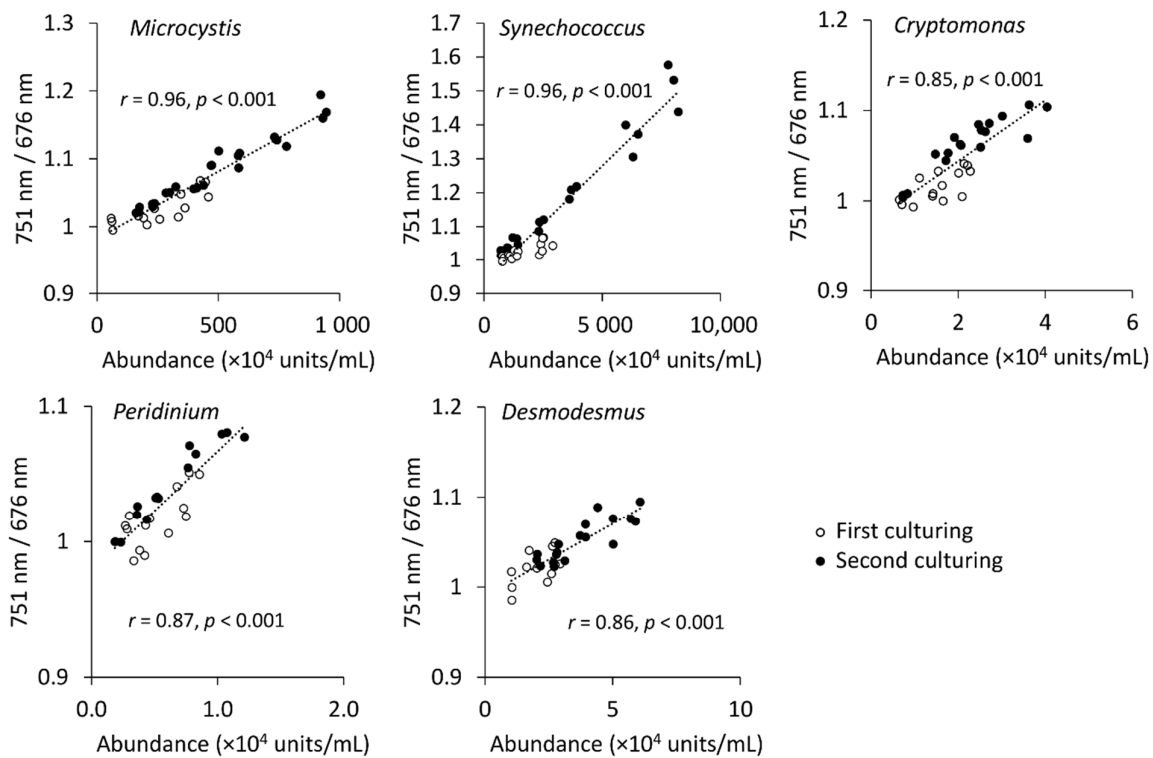 Microcystis
r = 0.96, p < 0.001
751 nm / 676 nm
1.3
1.2
1.1
1
0.9
0
500
1 000
Abundance (×10⁴ units/mL)
Synechococcus
r = 0.96, p < 0.001
751 nm / 676 nm
1.7
1.6
1.5
1.4
1.3
1.2
1.1
1
0.9
0
5 000
10,000
Abundance (×10⁴ units/mL)
Cryptomonas
r = 0.85, p < 0.001
751 nm / 676 nm
1.2
1.1
1.0
0.9
0
2
4
6
Abundance (×10⁴ units/mL)
Peridinium
r = 0.87, p < 0.001
751 nm / 676 nm
1.1
1
0.9
0.0
1.0
2.0
Abundance (×10⁴ units/mL)
Desmodesmus
r = 0.86, p < 0.001
751 nm / 676 nm
1.2
1.1
1
0.9
0
5
10
Abundance (×10⁴ units/mL)
First culturing
Second culturing